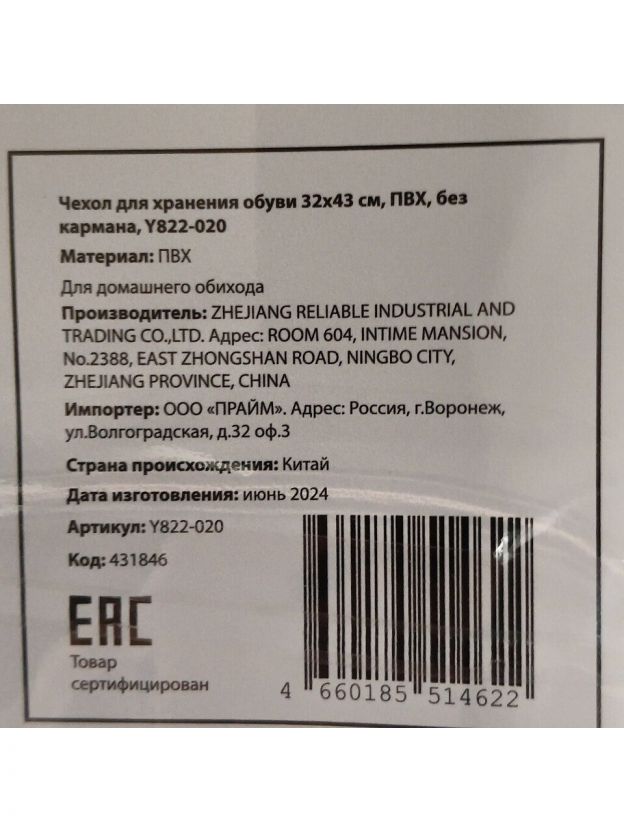 Чехол для хранения обуви 32х43 см, ПВХ, без
кармана, Y822-020
Материал: ПВХ
Для домашнего обихода
Производитель: ZHEJIANG RELIABLE INDUSTRIAL AND
TRADING CO.,LTD. Адрес: ROOM 604, INTIME MANSION,
No.2388, EAST ZHONGSHAN ROAD, NINGBO CITY,
ZHEJIANG PROVINCE, CHINA
Импортер: ООО «ПРАЙМ». Адрес: Россия, г.Воронеж,
ул.Волгоградская, д.32 оф.3
Страна происхождения: Китай
Дата изготовления: июнь 2024
Артикул: Y822-020
Код: 431846
EAC
Товар
сертифицирован
4 660185 514622